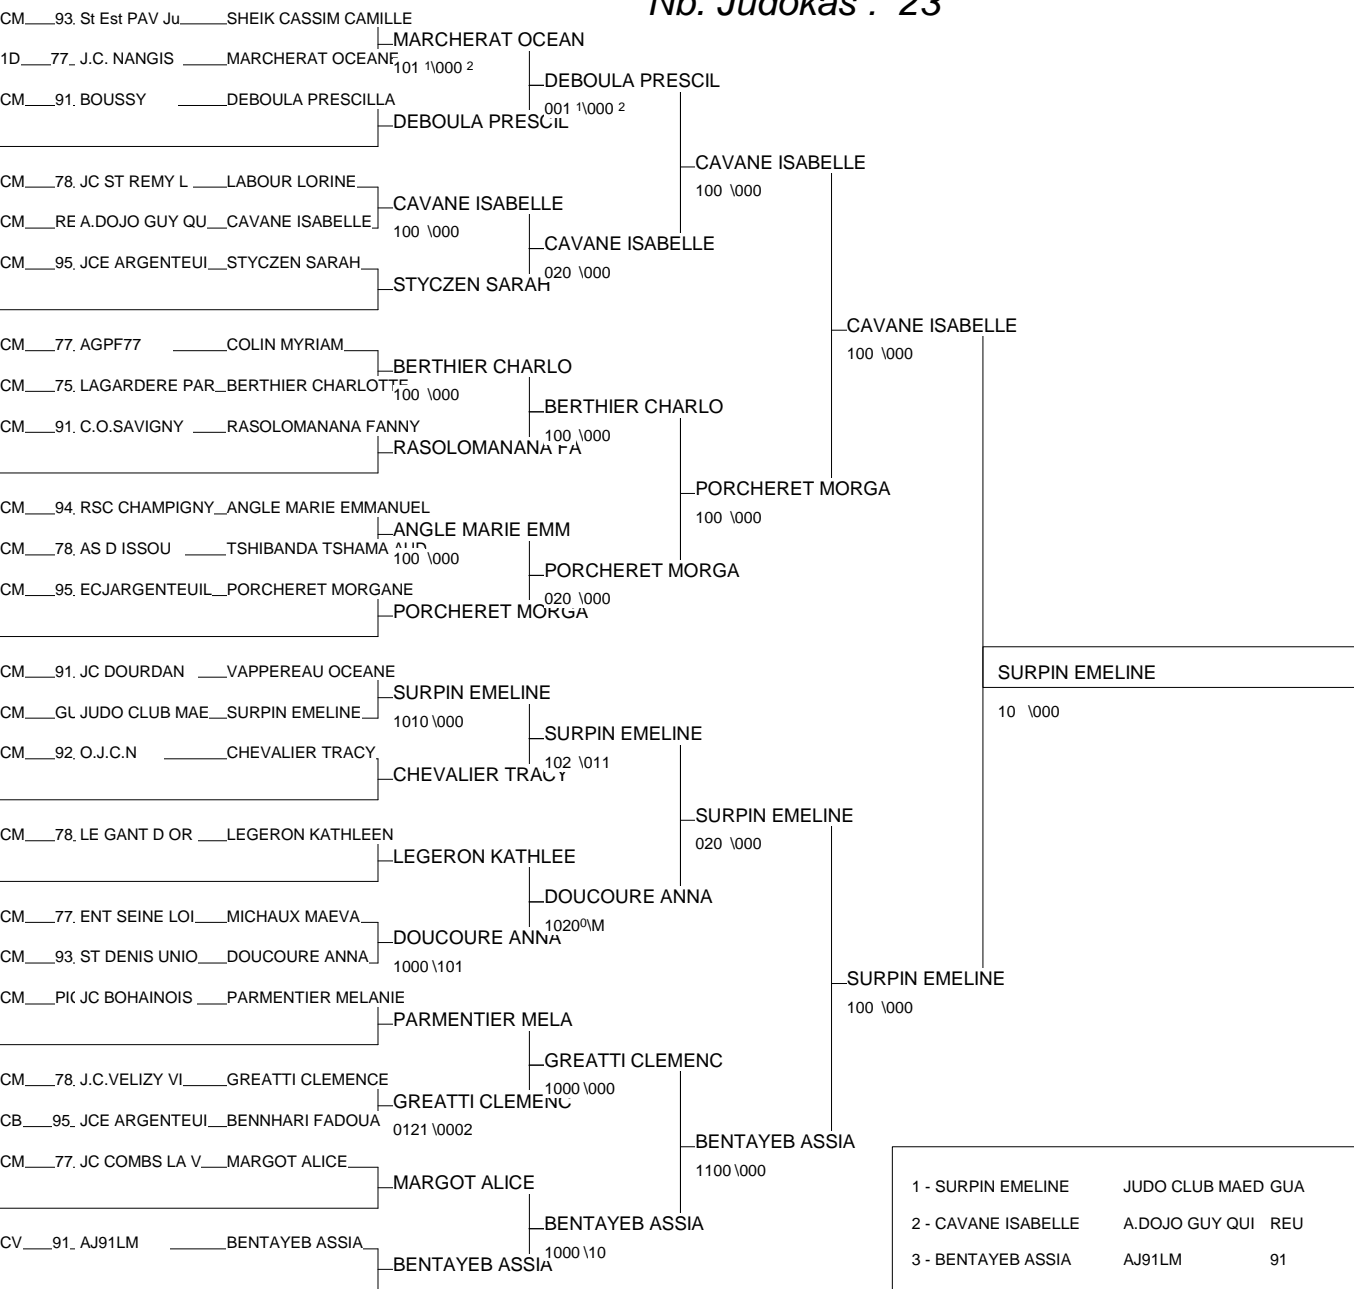 Nb. Judokas : 23
CM 93 St Est PAV Ju SHEIK CASSIM CAMILLE
MARCHERAT OCEAN
1D 77 J.C. NANGIS MARCHERAT OCEANE
101 1\000 2
DEBOULA PRESCIL
CM 91 BOUSSY DEBOULA PRESCILLA
001 1\000 2
DEBOULA PRESCIL
CAVANE ISABELLE
100 \000
CM 78 JC ST REMY L LABOUR LORINE
CAVANE ISABELLE
CM RE A.DOJO GUY QU CAVANE ISABELLE
100 \000
CAVANE ISABELLE
CM 95 JCE ARGENTEUI STYCZEN SARAH
020 \000
STYCZEN SARAH
CAVANE ISABELLE
100 \000
CM 77 AGPF77 COLIN MYRIAM
BERTHIER CHARLO
CM 75 LAGARDERE PAR BERTHIER CHARLOTTE
100 \000
BERTHIER CHARLO
CM 91 C.O.SAVIGNY RASOLOMANANA FANNY
100 \000
RASOLOMANANA FA
PORCHERET MORGA
100 \000
CM 94 RSC CHAMPIGNY ANGLE MARIE EMMANUEL
ANGLE MARIE EMM
CM 78 AS D ISSOU TSHIBANDA TSHAMA AUD
100 \000
PORCHERET MORGA
CM 95 ECJARGENTEUIL PORCHERET MORGANE
020 \000
PORCHERET MORGA
SURPIN EMELINE
10 \000
CM 91 JC DOURDAN VAPPEREAU OCEANE
SURPIN EMELINE
CM GU JUDO CLUB MAE SURPIN EMELINE
1010 \000
SURPIN EMELINE
CM 92 O.J.C.N CHEVALIER TRACY
102 \011
CHEVALIER TRACY
SURPIN EMELINE
020 \000
CM 78 LE GANT D OR LEGERON KATHLEEN
LEGERON KATHLEE
DOUCOURE ANNA
1020 0\M
CM 77 ENT SEINE LOI MICHAUX MAEVA
DOUCOURE ANNA
CM 93 ST DENIS UNIO DOUCOURE ANNA
1000 \101
SURPIN EMELINE
100 \000
CM PI JC BOHAINOIS PARMENTIER MELANIE
PARMENTIER MELA
GREATTI CLEMENC
CM 78 J.C.VELIZY VI GREATTI CLEMENCE
1000 \000
GREATTI CLEMENC
CB 95 JCE ARGENTEUI BENNHARI FADOUA
0121 \0002
BENTAYEB ASSIA
1100 \000
CM 77 JC COMBS LA V MARGOT ALICE
MARGOT ALICE
BENTAYEB ASSIA
CV 91 AJ91LM BENTAYEB ASSIA
1000 \10
BENTAYEB ASSIA
1 - SURPIN EMELINE JUDO CLUB MAED GUA
2 - CAVANE ISABELLE A.DOJO GUY QUI REU
3 - BENTAYEB ASSIA AJ91LM 91